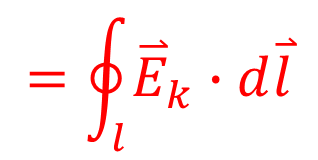 = ∮_l E⃗_k · dl⃗